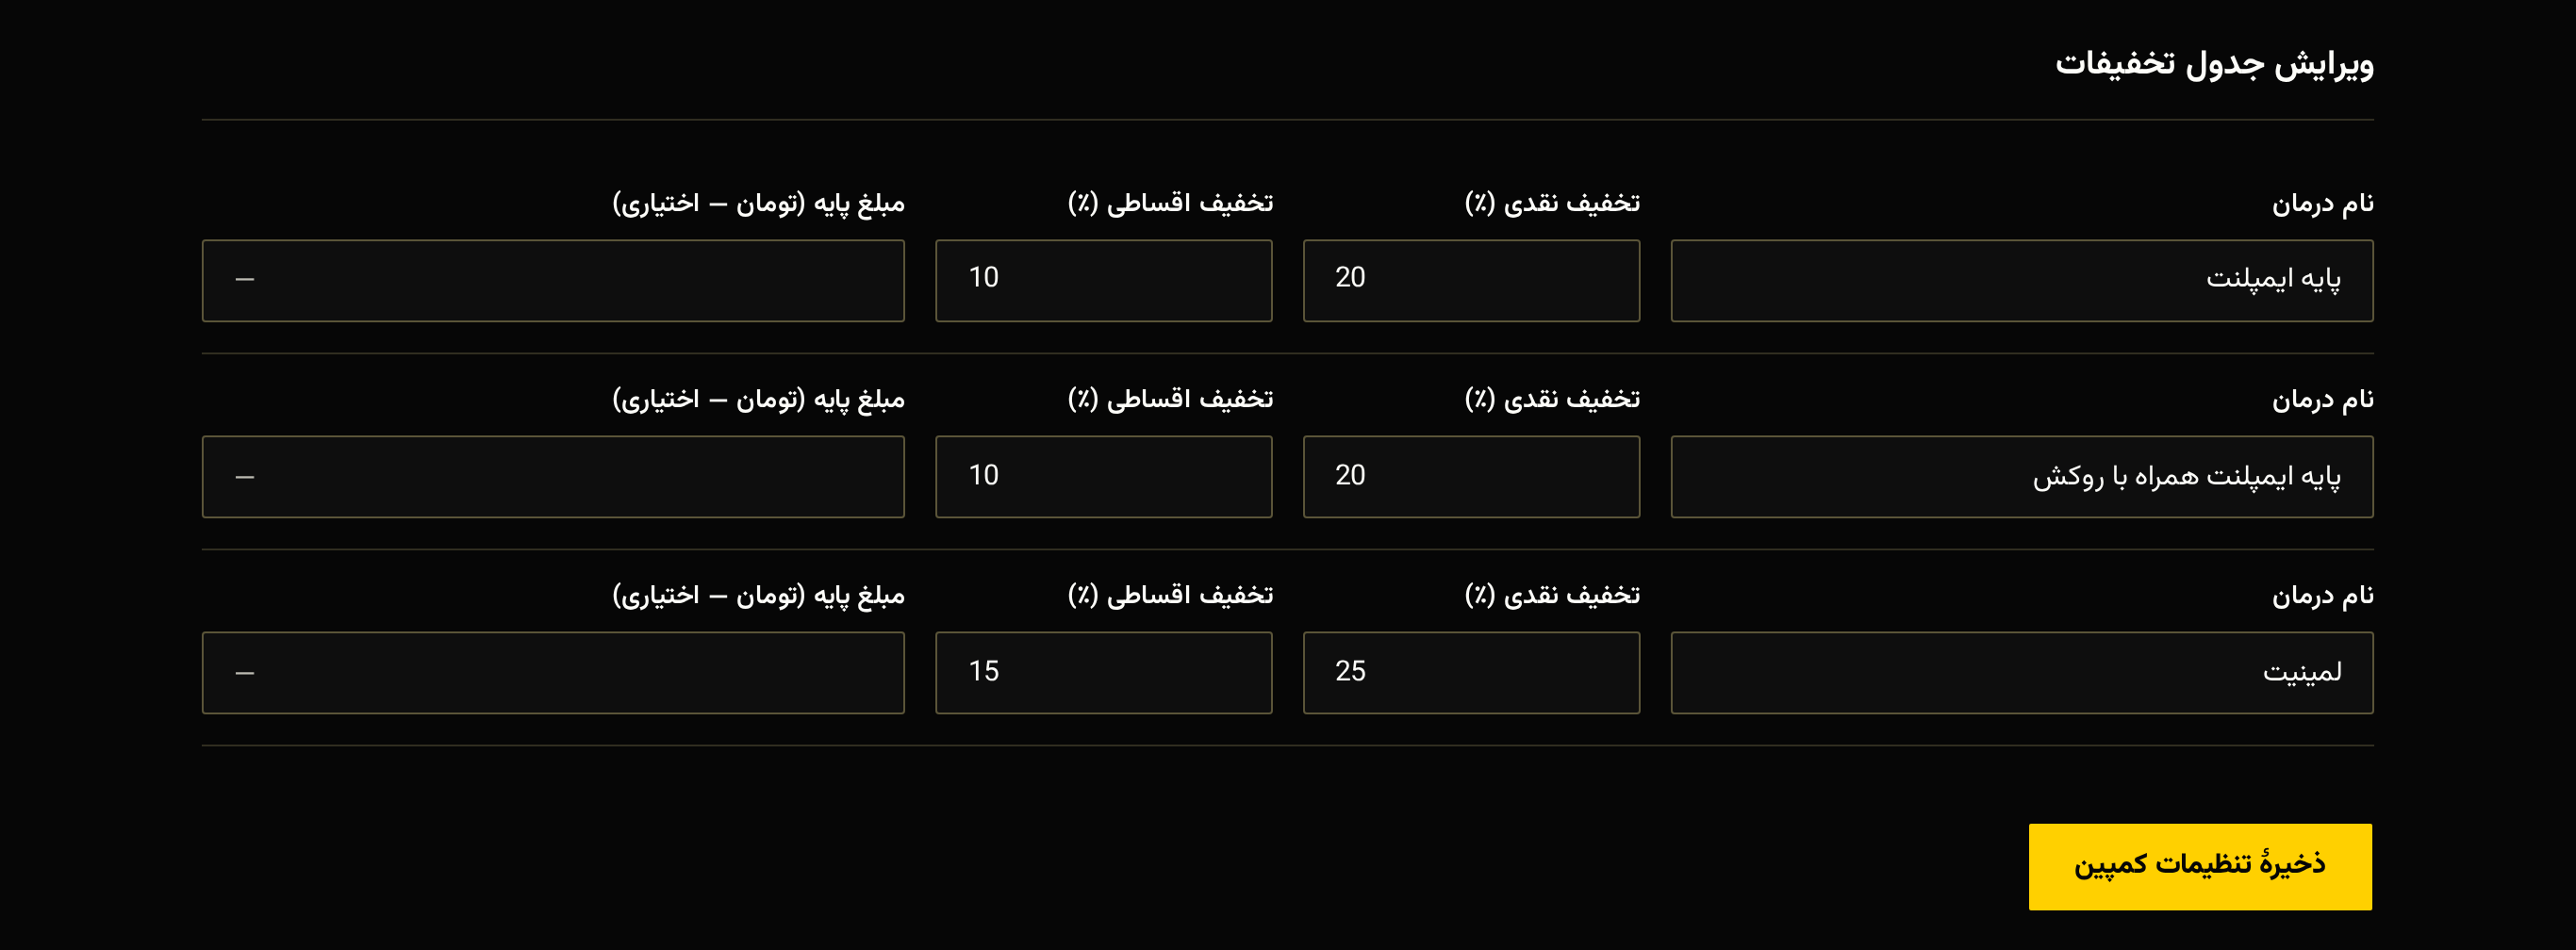 ویرایش جدول تخفیفات
نام درمان تخفیف نقدی (٪) تخفیف اقساطی (٪) مبلغ پایه (تومان — اختیاری)
پایه ایمپلنت 20 10 —
نام درمان تخفیف نقدی (٪) تخفیف اقساطی (٪) مبلغ پایه (تومان — اختیاری)
پایه ایمپلنت همراه با روکش 20 10 —
نام درمان تخفیف نقدی (٪) تخفیف اقساطی (٪) مبلغ پایه (تومان — اختیاری)
لمینیت 25 15 —
ذخیرهٔ تنظیمات کمپین